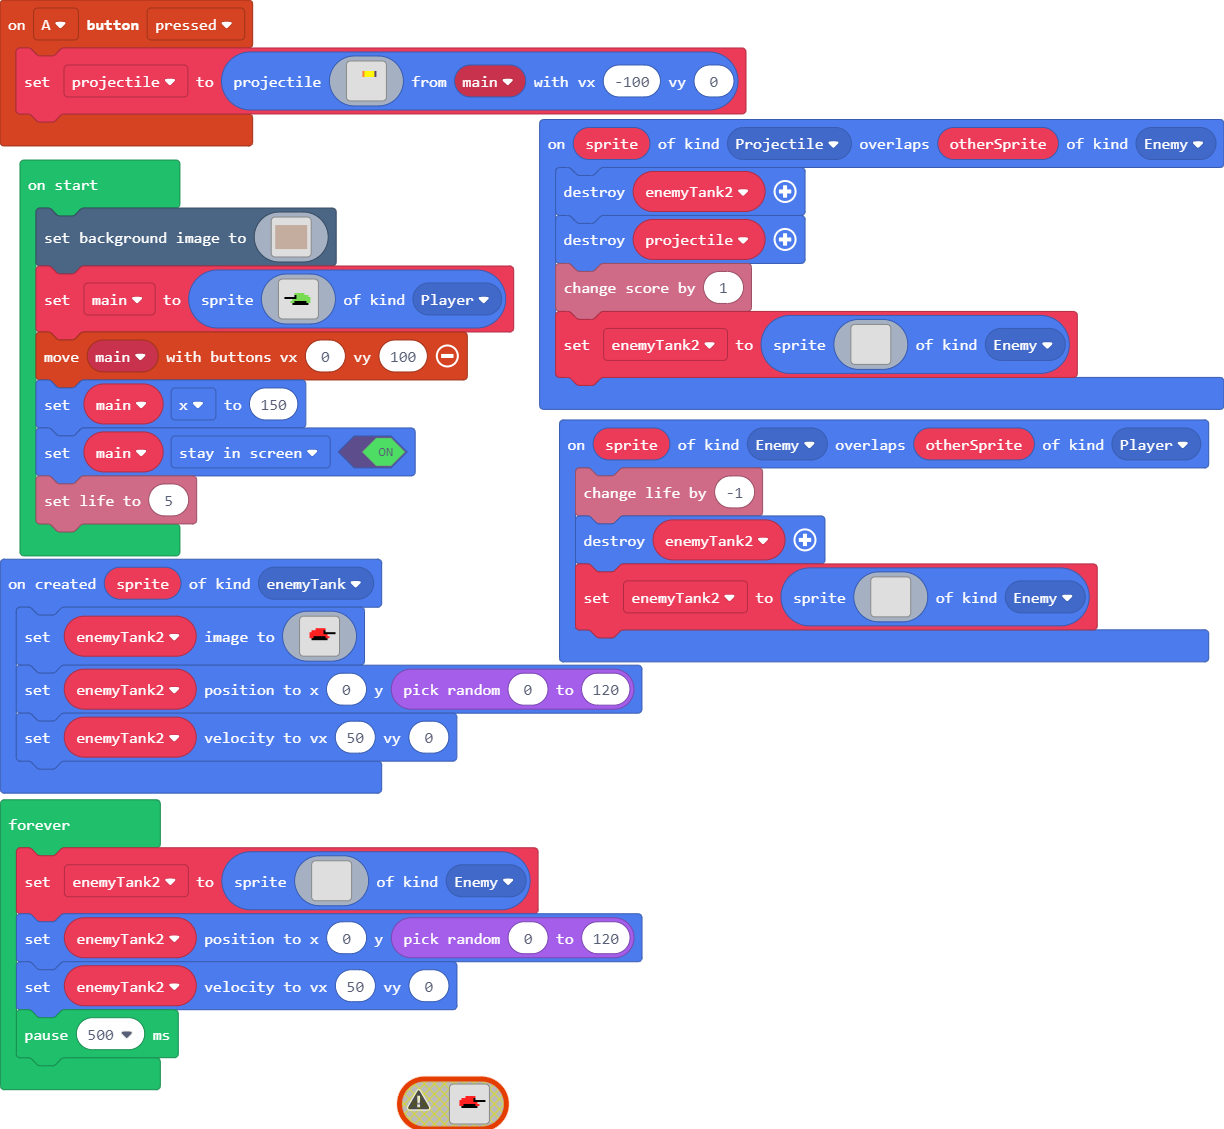 on A button pressed
set projectile to projectile from main with vx -100 vy 0
on sprite of kind Projectile overlaps otherSprite of kind Enemy
destroy enemyTank2
destroy projectile
change score by 1
set enemyTank2 to sprite of kind Enemy
on start
set background image to
set main to sprite of kind Player
move main with buttons vx 0 vy 100
set main x to 150
set main stay in screen ON
set life to 5
on sprite of kind Enemy overlaps otherSprite of kind Player
change life by -1
destroy enemyTank2
set enemyTank2 to sprite of kind Enemy
on created sprite of kind enemyTank
set enemyTank2 image to
set enemyTank2 position to x 0 y pick random 0 to 120
set enemyTank2 velocity to vx 50 vy 0
forever
set enemyTank2 to sprite of kind Enemy
set enemyTank2 position to x 0 y pick random 0 to 120
set enemyTank2 velocity to vx 50 vy 0
pause 500 ms